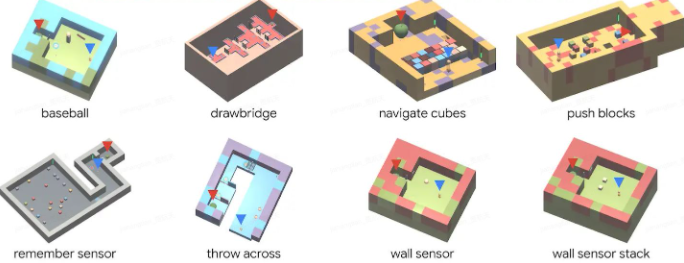 baseball
drawbridge
navigate cubes
push blocks
remember sensor
throw across
wall sensor
wall sensor stack